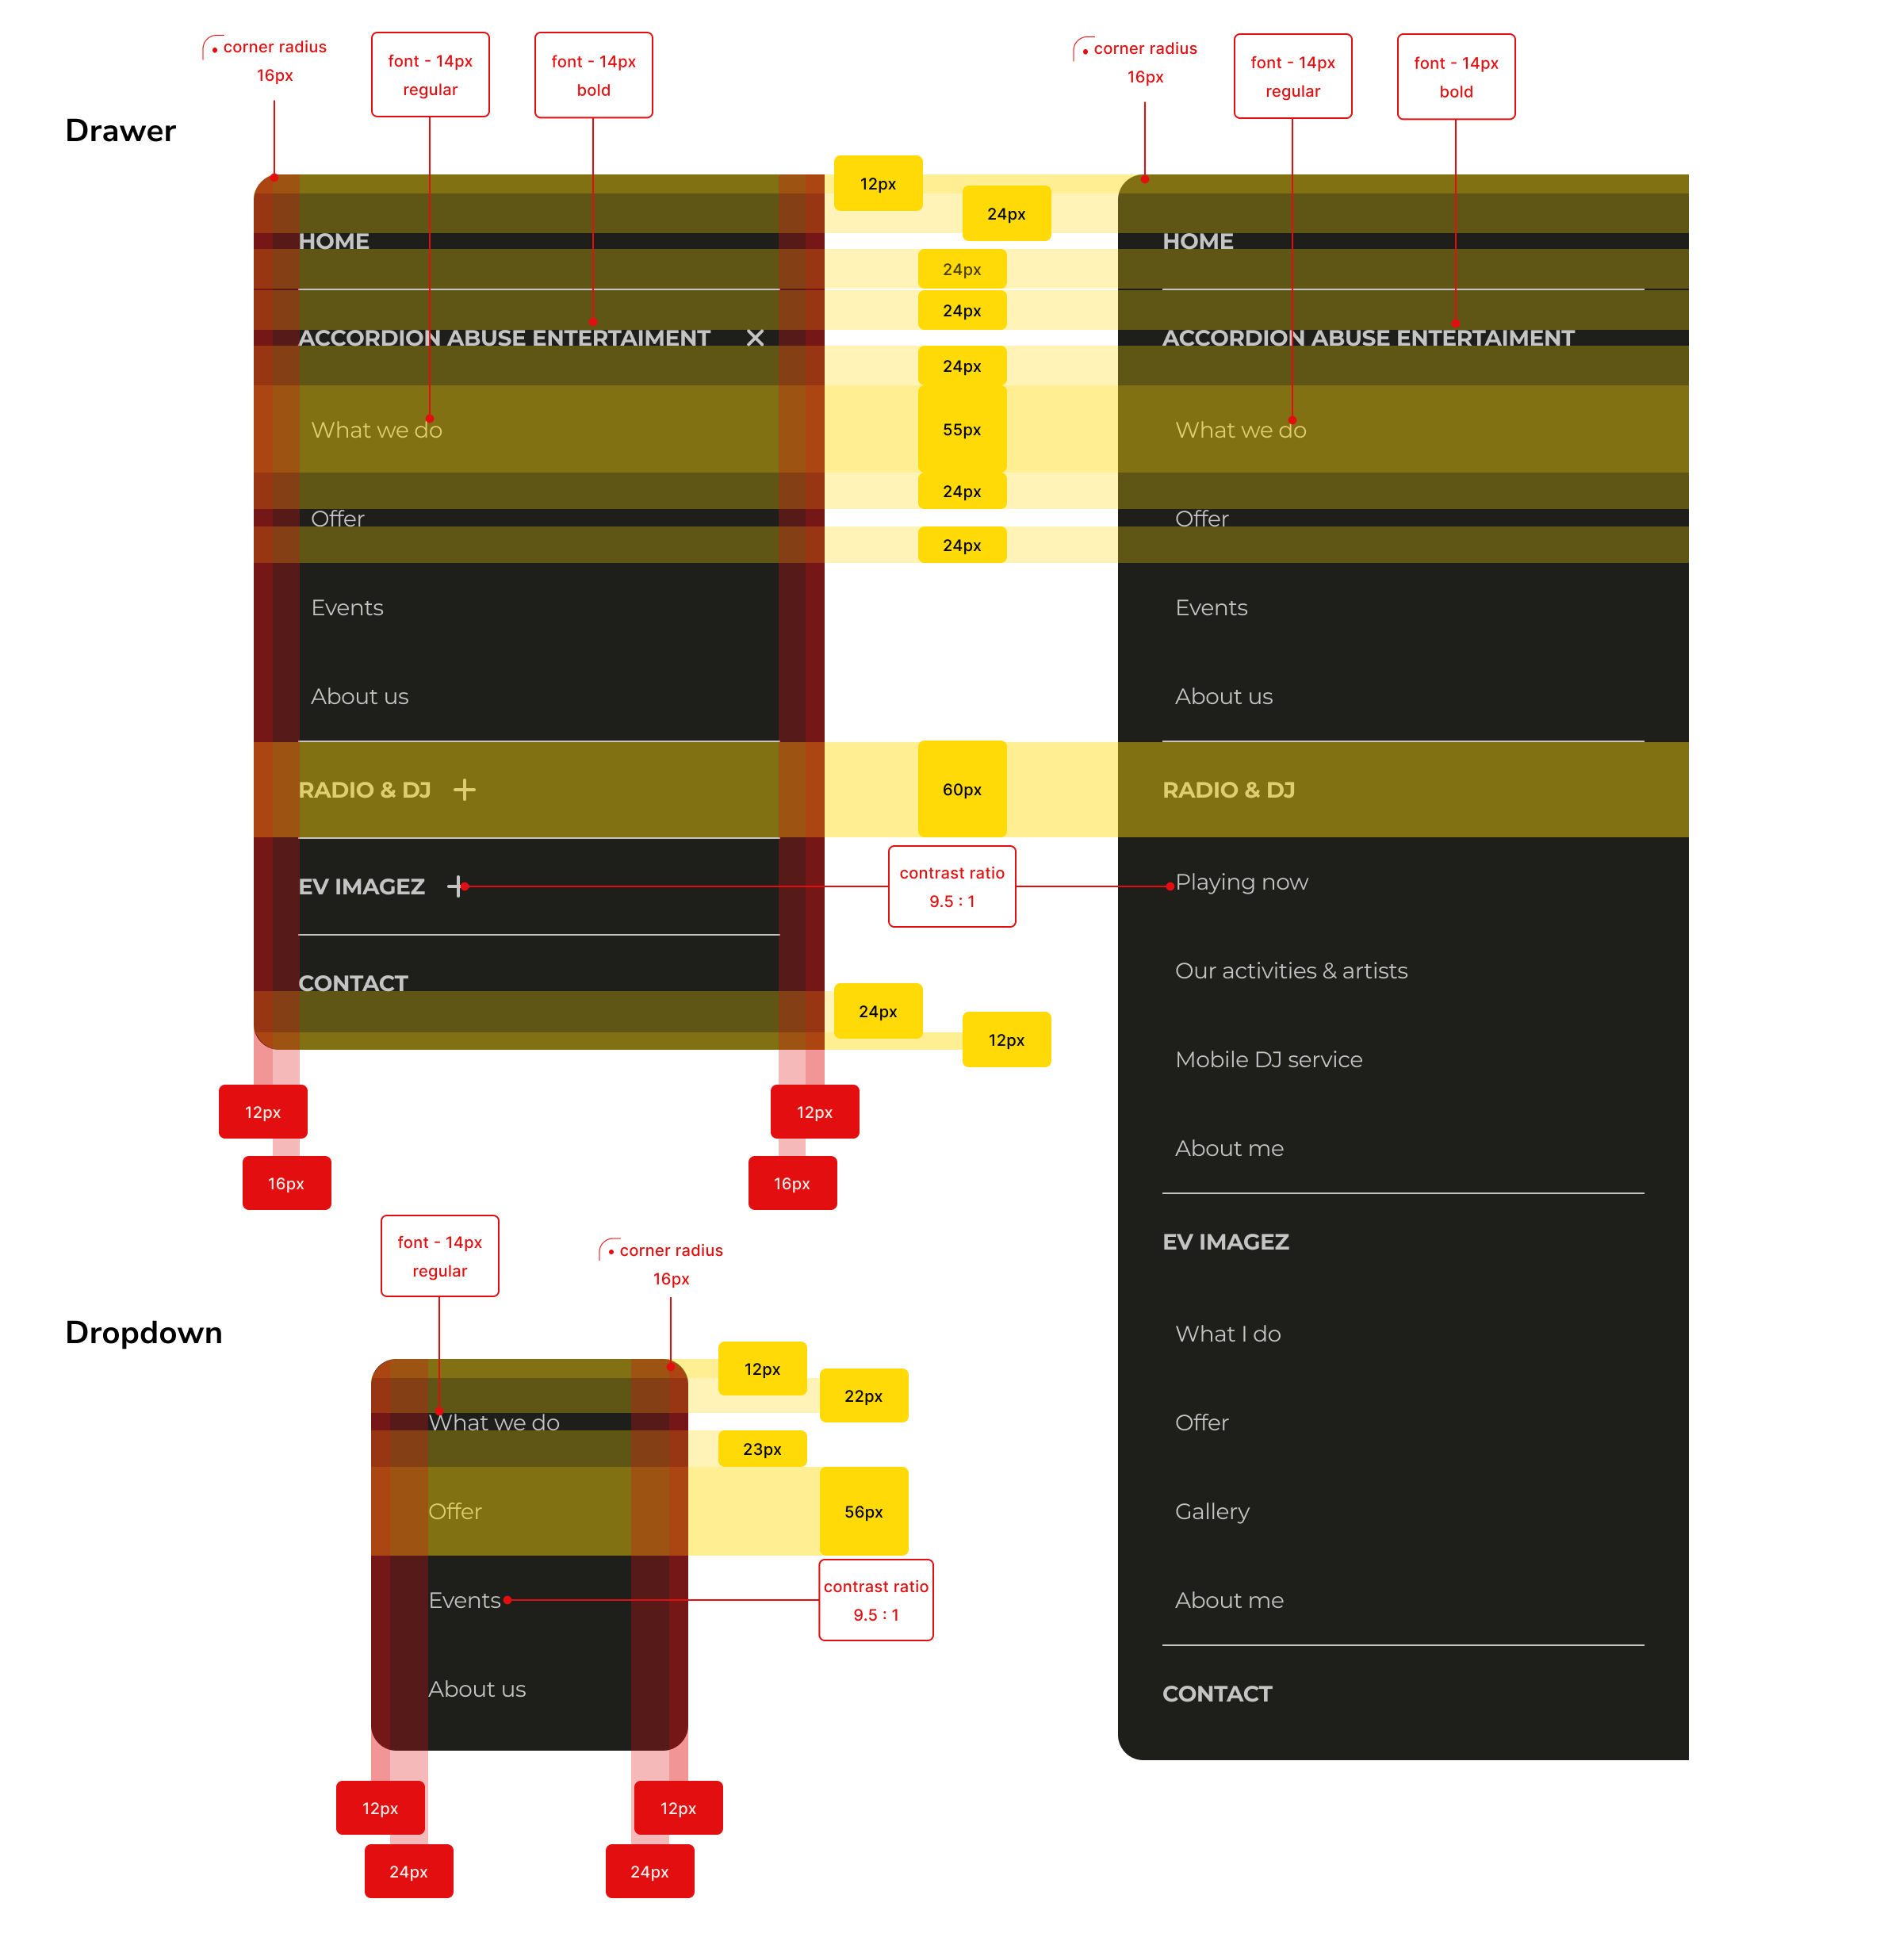 corner radius
16px
font - 14px
regular
font - 14px
bold
corner radius
16px
font - 14px
regular
font - 14px
bold
Drawer
12px
24px
HOME
24px
24px
ACCORDION ABUSE ENTERTAIMENT
24px
What we do
55px
24px
Offer
24px
Events
About us
RADIO & DJ
60px
EV IMAGEZ
contrast ratio
9.5 : 1
CONTACT
24px
12px
12px
12px
16px
16px
HOME
ACCORDION ABUSE ENTERTAIMENT
What we do
Offer
Events
About us
RADIO & DJ
Playing now
Our activities & artists
Mobile DJ service
About me
EV IMAGEZ
What I do
Offer
Gallery
About me
CONTACT
font - 14px
regular
corner radius
16px
Dropdown
12px
22px
What we do
23px
Offer
56px
Events
contrast ratio
9.5 : 1
About us
12px
12px
24px
24px